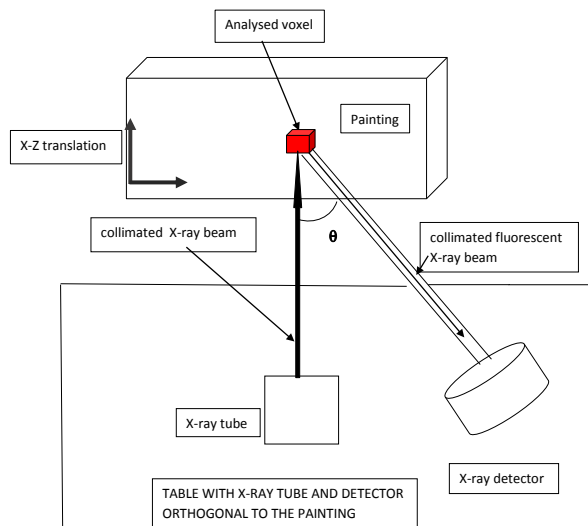 Analysed voxel
Painting
X-Z translation
collimated X-ray beam
θ
collimated fluorescent
X-ray beam
X-ray tube
X-ray detector
TABLE WITH X-RAY TUBE AND DETECTOR
ORTHOGONAL TO THE PAINTING